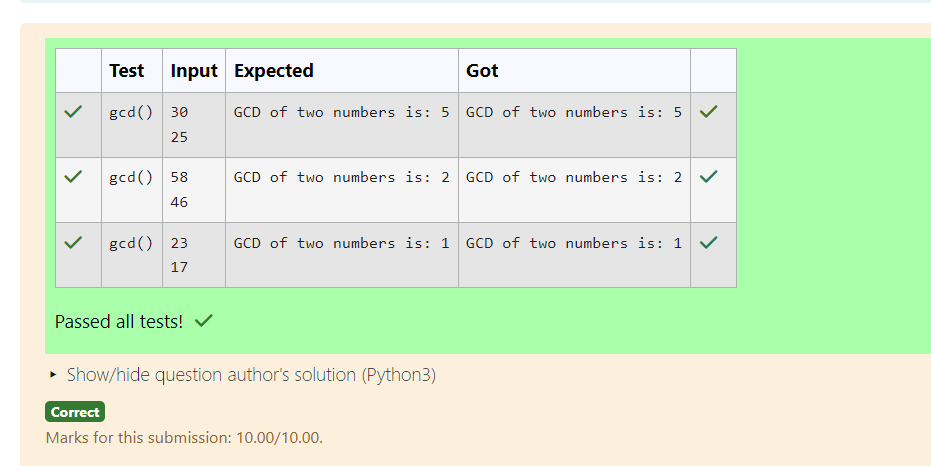 Test Input Expected Got
gcd() 30 GCD of two numbers is: 5 GCD of two numbers is: 5
25
gcd() 58 GCD of two numbers is: 2 GCD of two numbers is: 2
46
gcd() 23 GCD of two numbers is: 1 GCD of two numbers is: 1
17
Passed all tests!
Show/hide question author's solution (Python3)
Correct
Marks for this submission: 10.00/10.00.